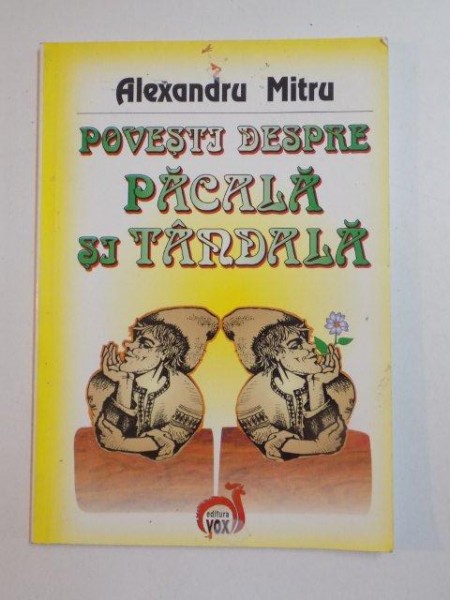 Alexandru Mitru
POVEȘTI DESPRE
PĂCALĂ
ȘI TÂNDALĂ
editura
VOX